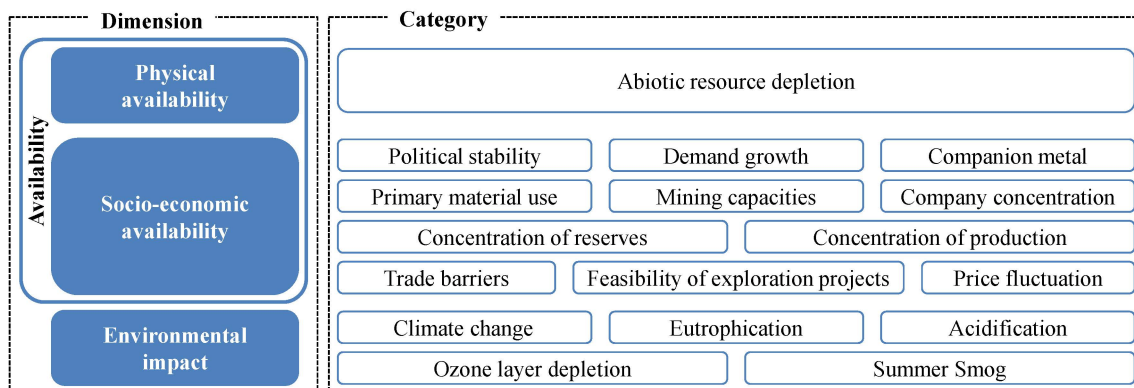 Dimension
Category
Availability
Physical
availability
Abiotic resource depletion
Socio-economic
availability
Political stability
Demand growth
Companion metal
Primary material use
Mining capacities
Company concentration
Concentration of reserves
Concentration of production
Trade barriers
Feasibility of exploration projects
Price fluctuation
Environmental
impact
Climate change
Eutrophication
Acidification
Ozone layer depletion
Summer Smog